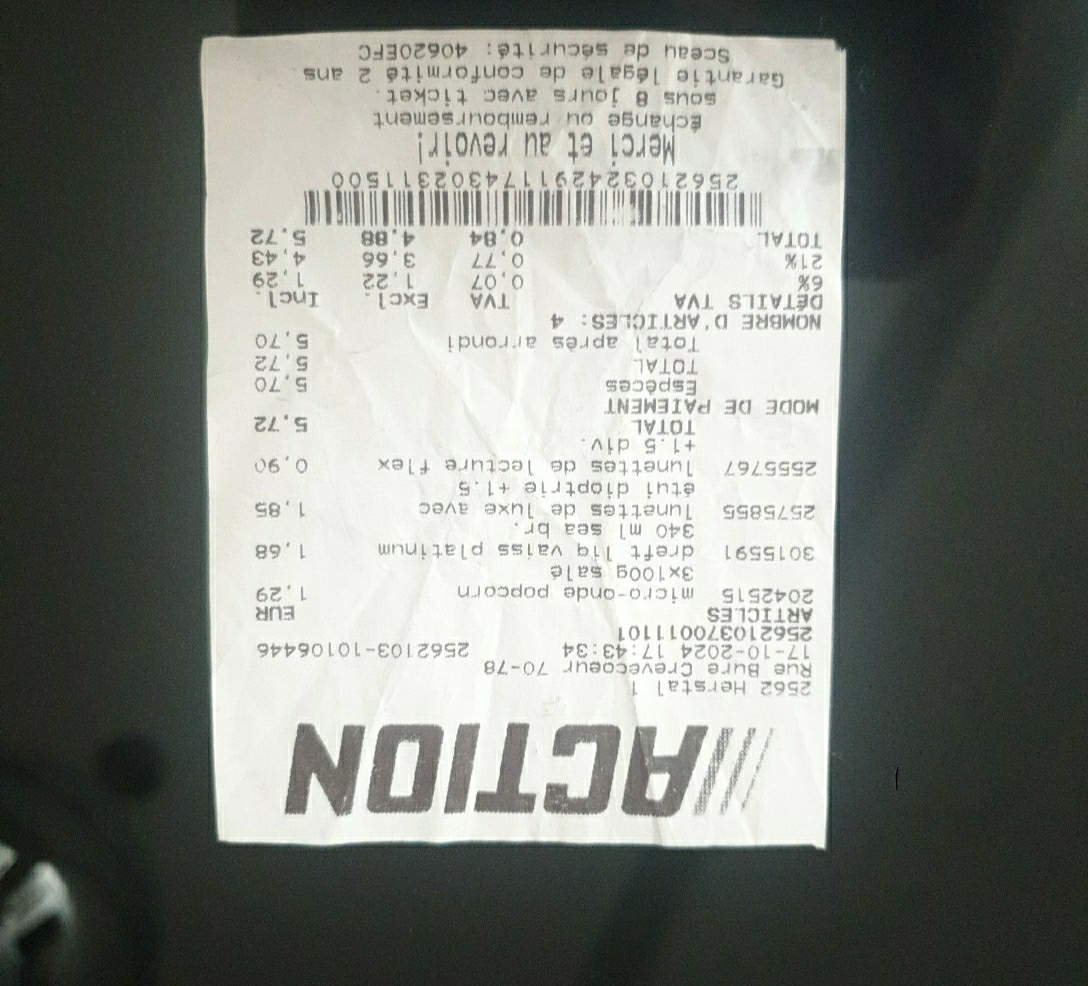 ACTION
2562 Herstal 1
Rue Bure Crevecoeur 70-78
17-10-2024 17:43:34 2562103-10106446
256210370011101
ARTICLES EUR
2042515 micro-onde popcorn 1,29
3x100g salé
3015591 dreft liq vaiss platinum 1,68
340 ml sea br.
2575855 lunettes de luxe avec 1,85
étui dioptrie +1.5
2555767 lunettes de lecture flex 0,90
+1.5 div.
TOTAL 5,72
MODE DE PAIEMENT
Espèces 5,70
TOTAL 5,72
Total après arrondi 5,70
NOMBRE D'ARTICLES: 4
DÉTAILS TVA TVA Excl. Incl.
6% 0,07 1,22 1,29
21% 0,77 3,66 4,43
TOTAL 0,84 4,88 5,72
256210324291174302311500
Merci et au revoir!
Échange ou remboursement
sous 8 jours avec ticket.
Garantie légale de conformité 2 ans
Sceau de sécurité: 40620EFC